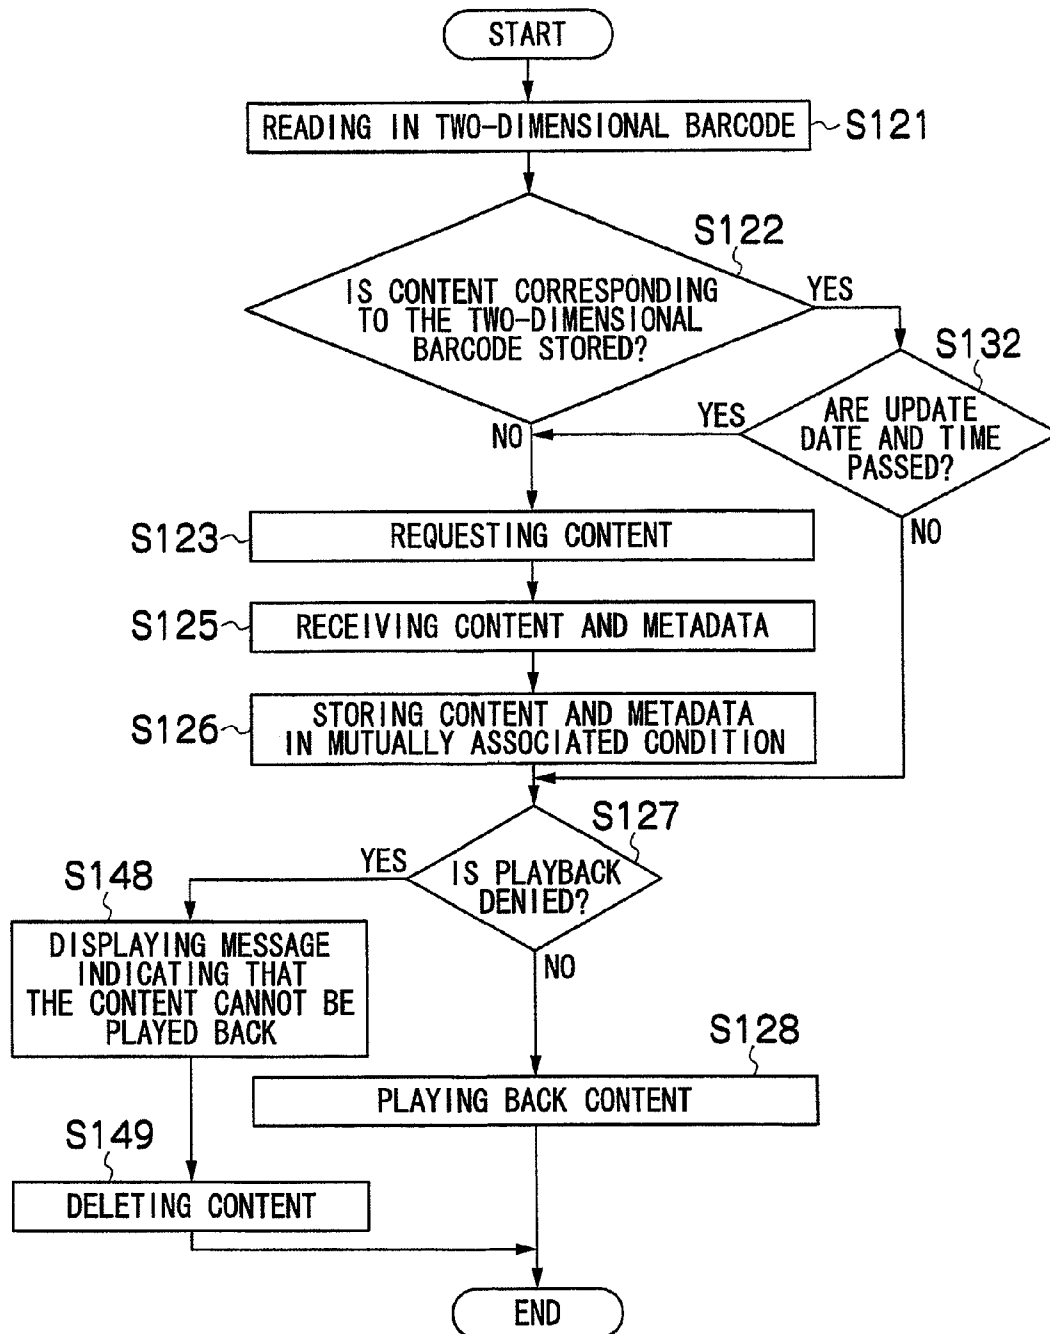 START
READING IN TWO-DIMENSIONAL BARCODE
S121
S122
IS CONTENT CORRESPONDING
TO THE TWO-DIMENSIONAL
BARCODE STORED?
YES
S132
ARE UPDATE
DATE AND TIME
PASSED?
YES
NO
NO
S123
REQUESTING CONTENT
S125
RECEIVING CONTENT AND METADATA
S126
STORING CONTENT AND METADATA
IN MUTUALLY ASSOCIATED CONDITION
S127
IS PLAYBACK
DENIED?
YES
NO
S148
DISPLAYING MESSAGE
INDICATING THAT
THE CONTENT CANNOT BE
PLAYED BACK
S128
PLAYING BACK CONTENT
S149
DELETING CONTENT
END